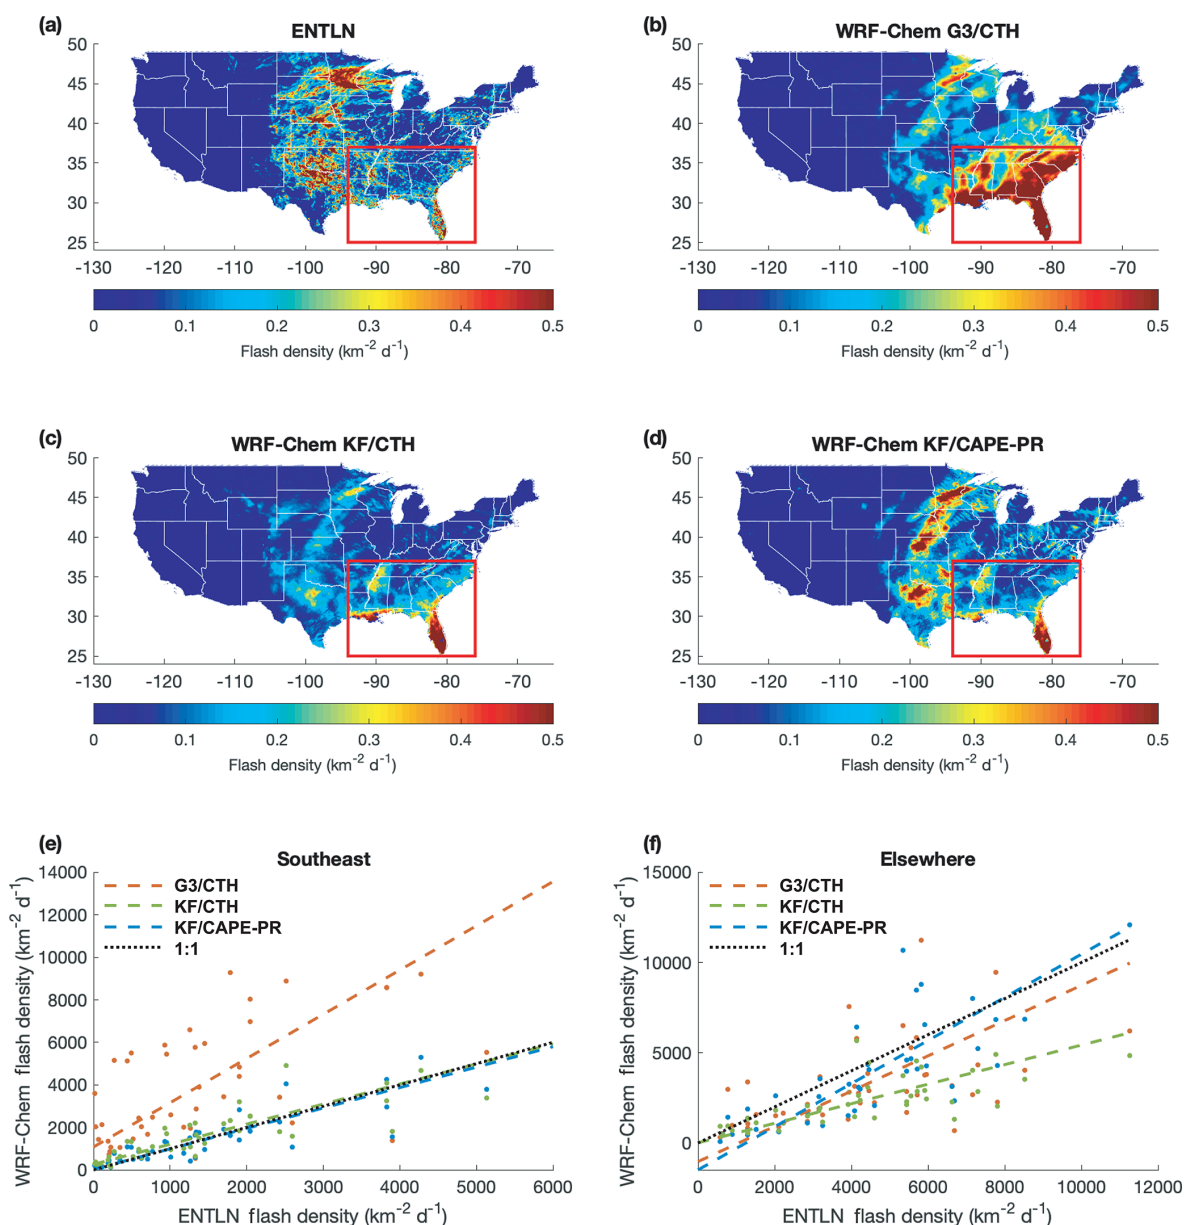 (a)
ENTLN
50
45
40
35
30
25
-130 -120 -110 -100 -90 -80 -70
0 0.1 0.2 0.3 0.4 0.5
Flash density (km-2 d-1)
(b)
WRF-Chem G3/CTH
50
45
40
35
30
25
-130 -120 -110 -100 -90 -80 -70
0 0.1 0.2 0.3 0.4 0.5
Flash density (km-2 d-1)
(c)
WRF-Chem KF/CTH
50
45
40
35
30
25
-130 -120 -110 -100 -90 -80 -70
0 0.1 0.2 0.3 0.4 0.5
Flash density (km-2 d-1)
(d)
WRF-Chem KF/CAPE-PR
50
45
40
35
30
25
-130 -120 -110 -100 -90 -80 -70
0 0.1 0.2 0.3 0.4 0.5
Flash density (km-2 d-1)
(e)
Southeast
WRF-Chem flash density (km-2 d-1)
14000
12000
10000
8000
6000
4000
2000
0
G3/CTH
KF/CTH
KF/CAPE-PR
1:1
0 1000 2000 3000 4000 5000 6000
ENTLN flash density (km-2 d-1)
(f)
Elsewhere
WRF-Chem flash density (km-2 d-1)
15000
10000
5000
0
G3/CTH
KF/CTH
KF/CAPE-PR
1:1
0 2000 4000 6000 8000 10000 12000
ENTLN flash density (km-2 d-1)